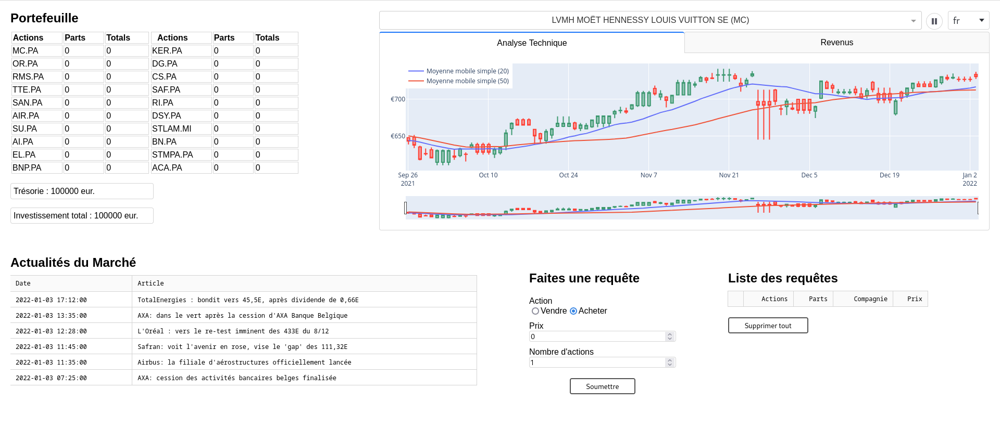 Portefeuille
Actions Parts Totals Actions Parts Totals
MC.PA 0 0 KER.PA 0 0
OR.PA 0 0 DG.PA 0 0
RMS.PA 0 0 CS.PA 0 0
TTE.PA 0 0 SAF.PA 0 0
SAN.PA 0 0 RI.PA 0 0
AIR.PA 0 0 DSY.PA 0 0
SU.PA 0 0 STLAM.MI 0 0
AI.PA 0 0 BN.PA 0 0
EL.PA 0 0 STMPA.PA 0 0
BNP.PA 0 0 ACA.PA 0 0
Trésorie : 100000 eur.
Investissement total : 100000 eur.
LVMH MOËT HENNESSY LOUIS VUITTON SE (MC)
fr
Analyse Technique Revenus
Moyenne mobile simple (20)
Moyenne mobile simple (50)
€700
€650
Sep 26 Oct 10 Oct 24 Nov 7 Nov 21 Dec 5 Dec 19 Jan 2
2021 2022
Actualités du Marché
Date Article
2022-01-03 17:12:00 TotalEnergies : bondit vers 45,5E, après dividende de 0,66E
2022-01-03 13:35:00 AXA: dans le vert après la cession d'AXA Banque Belgique
2022-01-03 12:28:00 L'Oréal : vers le re-test imminent des 433E du 8/12
2022-01-03 11:45:00 Safran: voit l'avenir en rose, vise le 'gap' des 111,32E
2022-01-03 11:35:00 Airbus: la filiale d'aérostructures officiellement lancée
2022-01-03 07:25:00 AXA: cession des activités bancaires belges finalisée
Faites une requête
Action
Vendre Acheter
Prix
0
Nombre d'actions
1
Soumettre
Liste des requêtes
Actions Parts Compagnie Prix
Supprimer tout